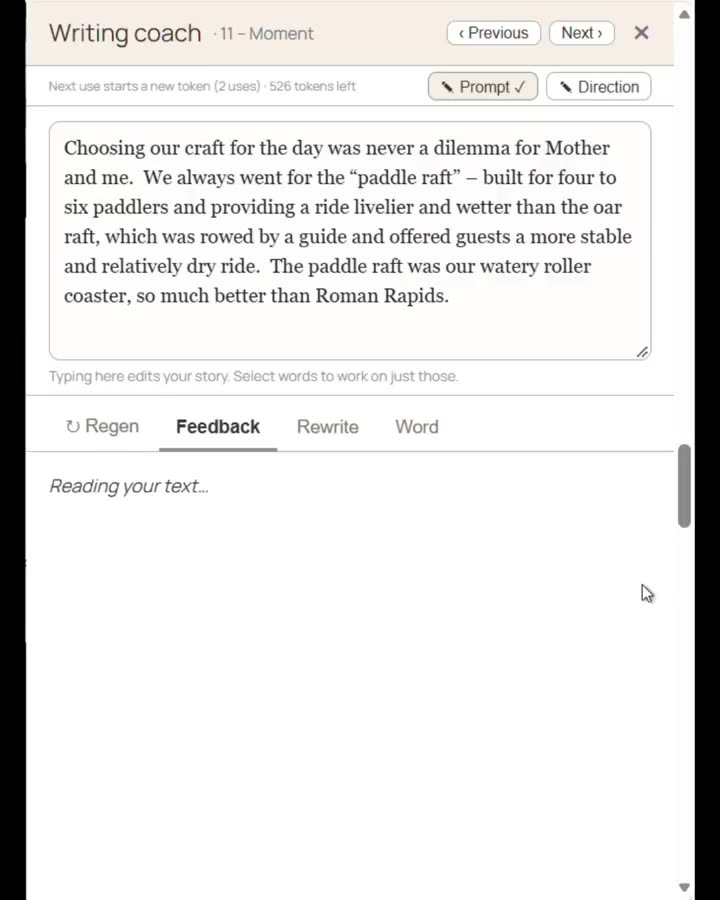 Writing coach · 11 – Moment
‹ Previous
Next ›
✕
Next use starts a new token (2 uses) · 526 tokens left
Prompt ✓
Direction
Choosing our craft for the day was never a dilemma for Mother
and me.  We always went for the “paddle raft” – built for four to
six paddlers and providing a ride livelier and wetter than the oar
raft, which was rowed by a guide and offered guests a more stable
and relatively dry ride.  The paddle raft was our watery roller
coaster, so much better than Roman Rapids.
Typing here edits your story. Select words to work on just those.
↻ Regen
Feedback
Rewrite
Word
Reading your text...